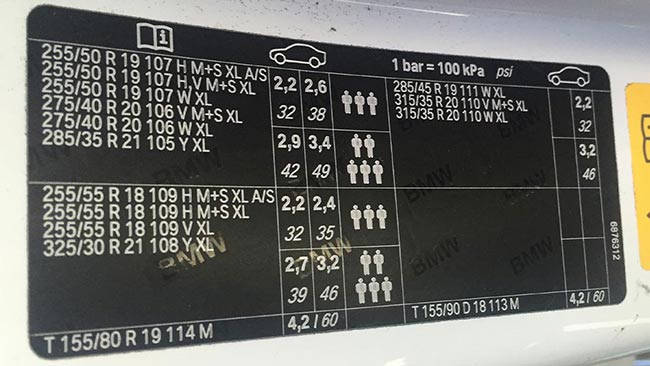 1 bar = 100 kPa psi
255/50 R 19 107 H M+S XL A/S
255/50 R 19 107 H,V M+S XL
255/50 R 19 107 W XL
275/40 R 20 106 V M+S XL
275/40 R 20 106 W XL
285/35 R 21 105 Y XL
2,2 2,6
32 38
2,9 3,4
42 49
285/45 R 19 111 W XL
315/35 R 20 110 V M+S XL
315/35 R 20 110 W XL
2,2
32
3,2
46
255/55 R 18 109 H M+S XL A/S
255/55 R 18 109 H M+S XL
255/55 R 18 109 V XL
325/30 R 21 108 Y XL
2,2 2,4
32 35
2,7 3,2
39 46
T 155/80 R 19 114 M
4,2 / 60
T 155/90 D 18 113 M
4,2 / 60
6876312
BMW
BMW
BMW
BMW
BMW
BMW